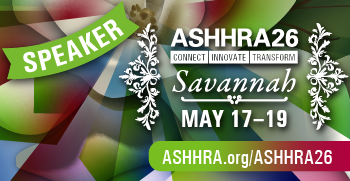 SPEAKER
ASHHRA26
CONNECT | INNOVATE | TRANSFORM
Savannah
MAY 17–19
ASHHRA.org/ASHHRA26